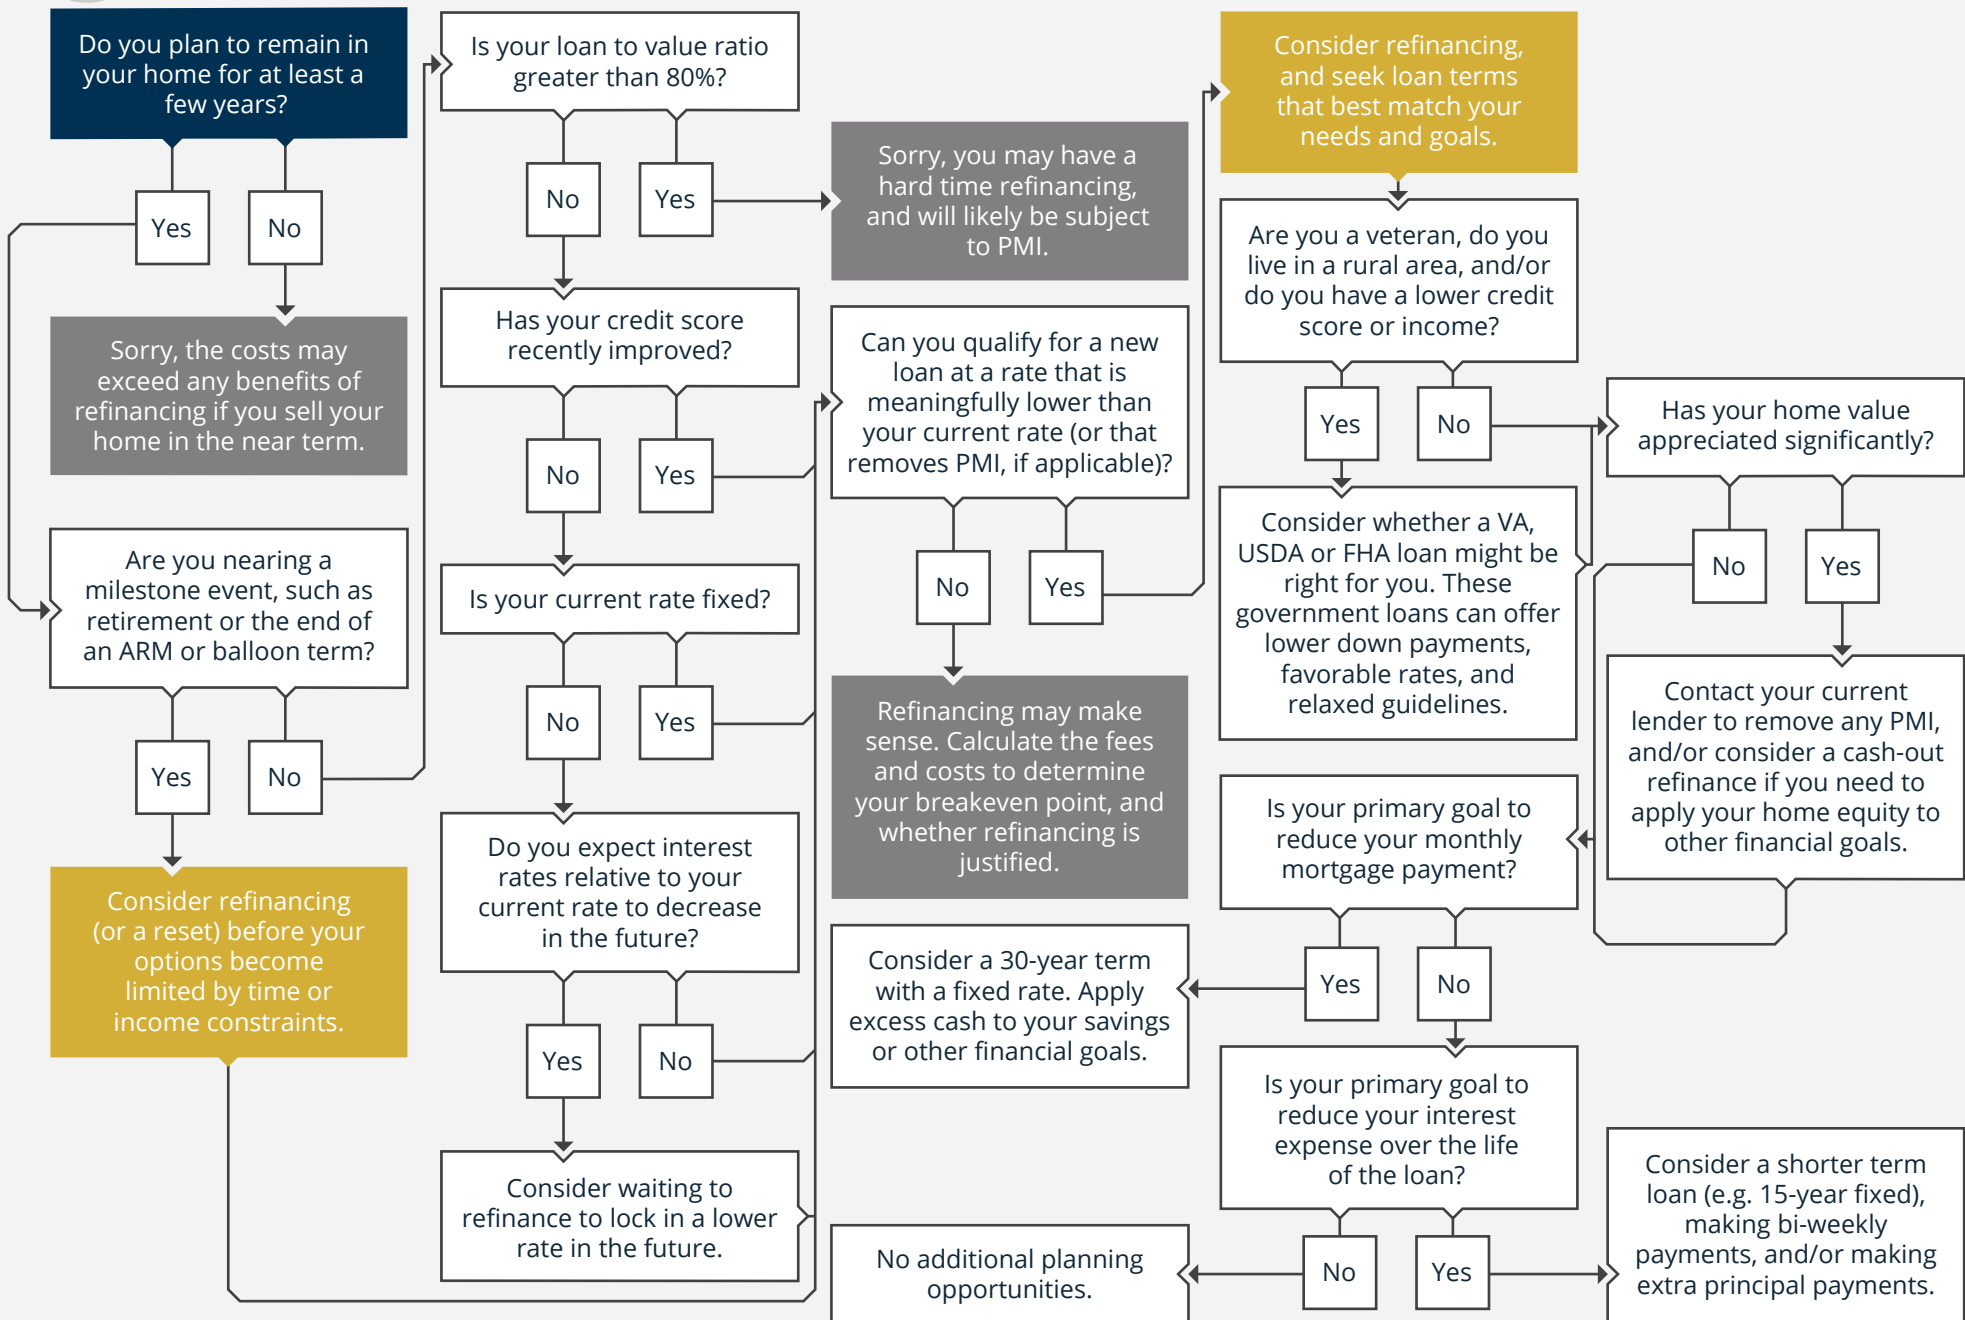 Do you plan to remain in
your home for at least a
few years?
Yes
No
Sorry, the costs may
exceed any benefits of
refinancing if you sell your
home in the near term.
Are you nearing a
milestone event, such as
retirement or the end of
an ARM or balloon term?
Yes
No
Consider refinancing
(or a reset) before your
options become
limited by time or
income constraints.
Is your loan to value ratio
greater than 80%?
No
Yes
Sorry, you may have a
hard time refinancing,
and will likely be subject
to PMI.
Has your credit score
recently improved?
No
Yes
Is your current rate fixed?
No
Yes
Do you expect interest
rates relative to your
current rate to decrease
in the future?
Yes
No
Consider waiting to
refinance to lock in a lower
rate in the future.
Can you qualify for a new
loan at a rate that is
meaningfully lower than
your current rate (or that
removes PMI, if applicable)?
No
Yes
Refinancing may make
sense. Calculate the fees
and costs to determine
your breakeven point, and
whether refinancing is
justified.
Consider refinancing,
and seek loan terms
that best match your
needs and goals.
Are you a veteran, do you
live in a rural area, and/or
do you have a lower credit
score or income?
Yes
No
Consider whether a VA,
USDA or FHA loan might be
right for you. These
government loans can offer
lower down payments,
favorable rates, and
relaxed guidelines.
Has your home value
appreciated significantly?
No
Yes
Contact your current
lender to remove any PMI,
and/or consider a cash-out
refinance if you need to
apply your home equity to
other financial goals.
Is your primary goal to
reduce your monthly
mortgage payment?
Yes
No
Consider a 30-year term
with a fixed rate. Apply
excess cash to your savings
or other financial goals.
Is your primary goal to
reduce your interest
expense over the life
of the loan?
No
Yes
No additional planning
opportunities.
Consider a shorter term
loan (e.g. 15-year fixed),
making bi-weekly
payments, and/or making
extra principal payments.